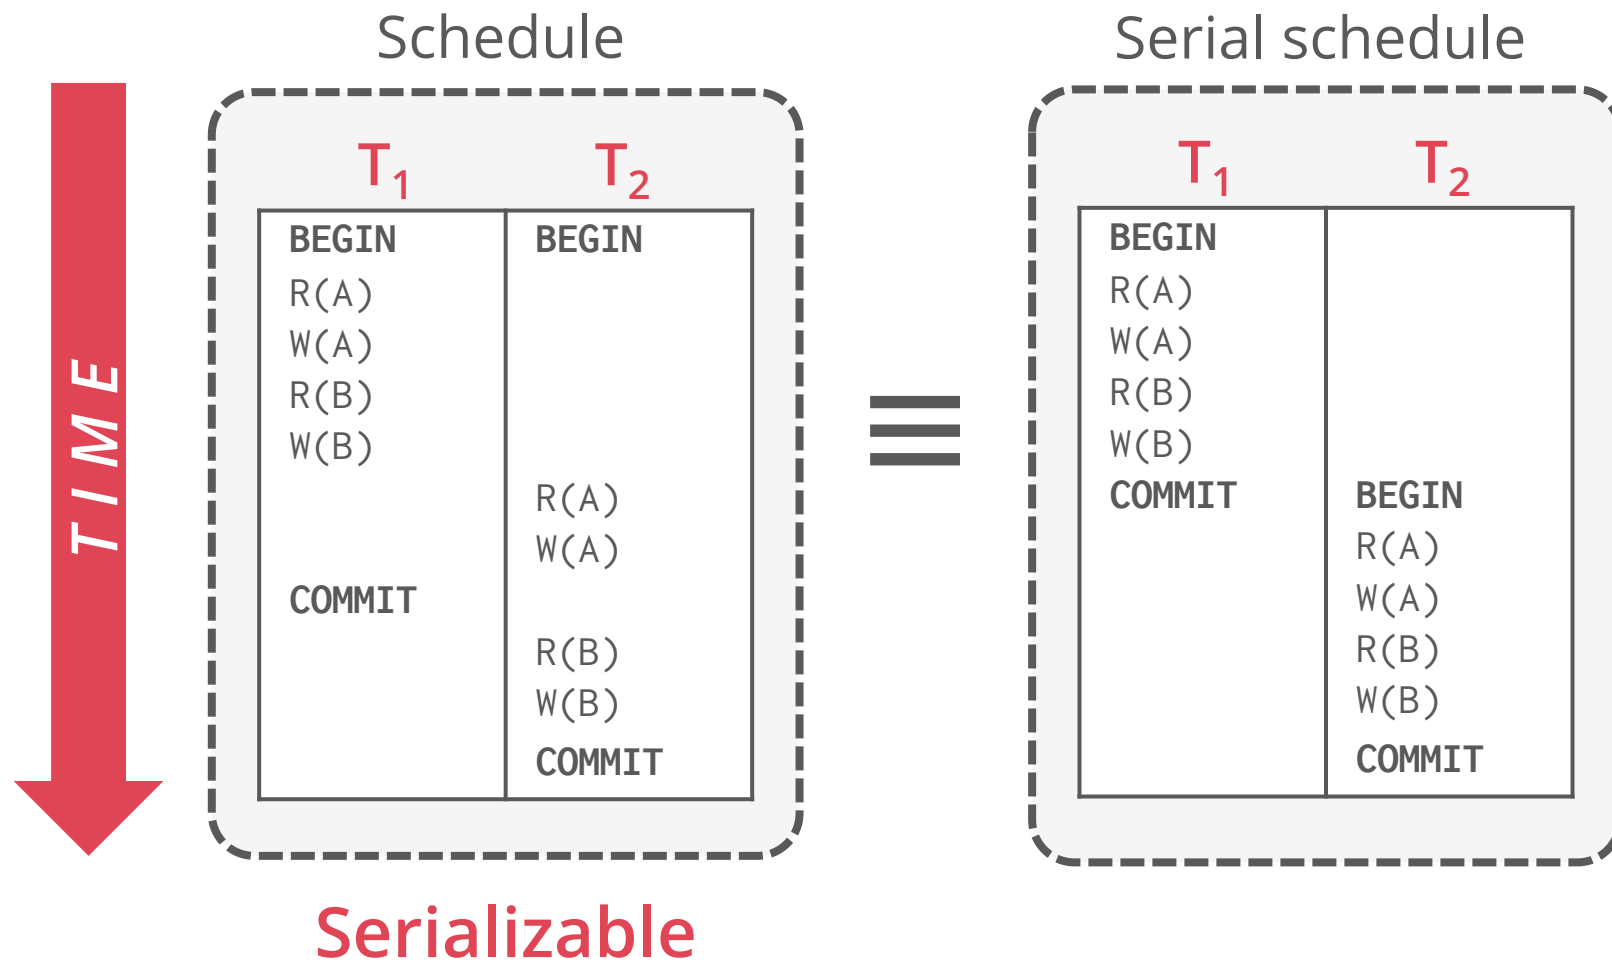 Schedule
Serial schedule
TIME
T1 T2
BEGIN BEGIN
R(A)
W(A)
R(B)
W(B)
R(A)
W(A)
COMMIT
R(B)
W(B)
COMMIT
Serializable
≡
T1 T2
BEGIN
R(A)
W(A)
R(B)
W(B)
COMMIT BEGIN
R(A)
W(A)
R(B)
W(B)
COMMIT